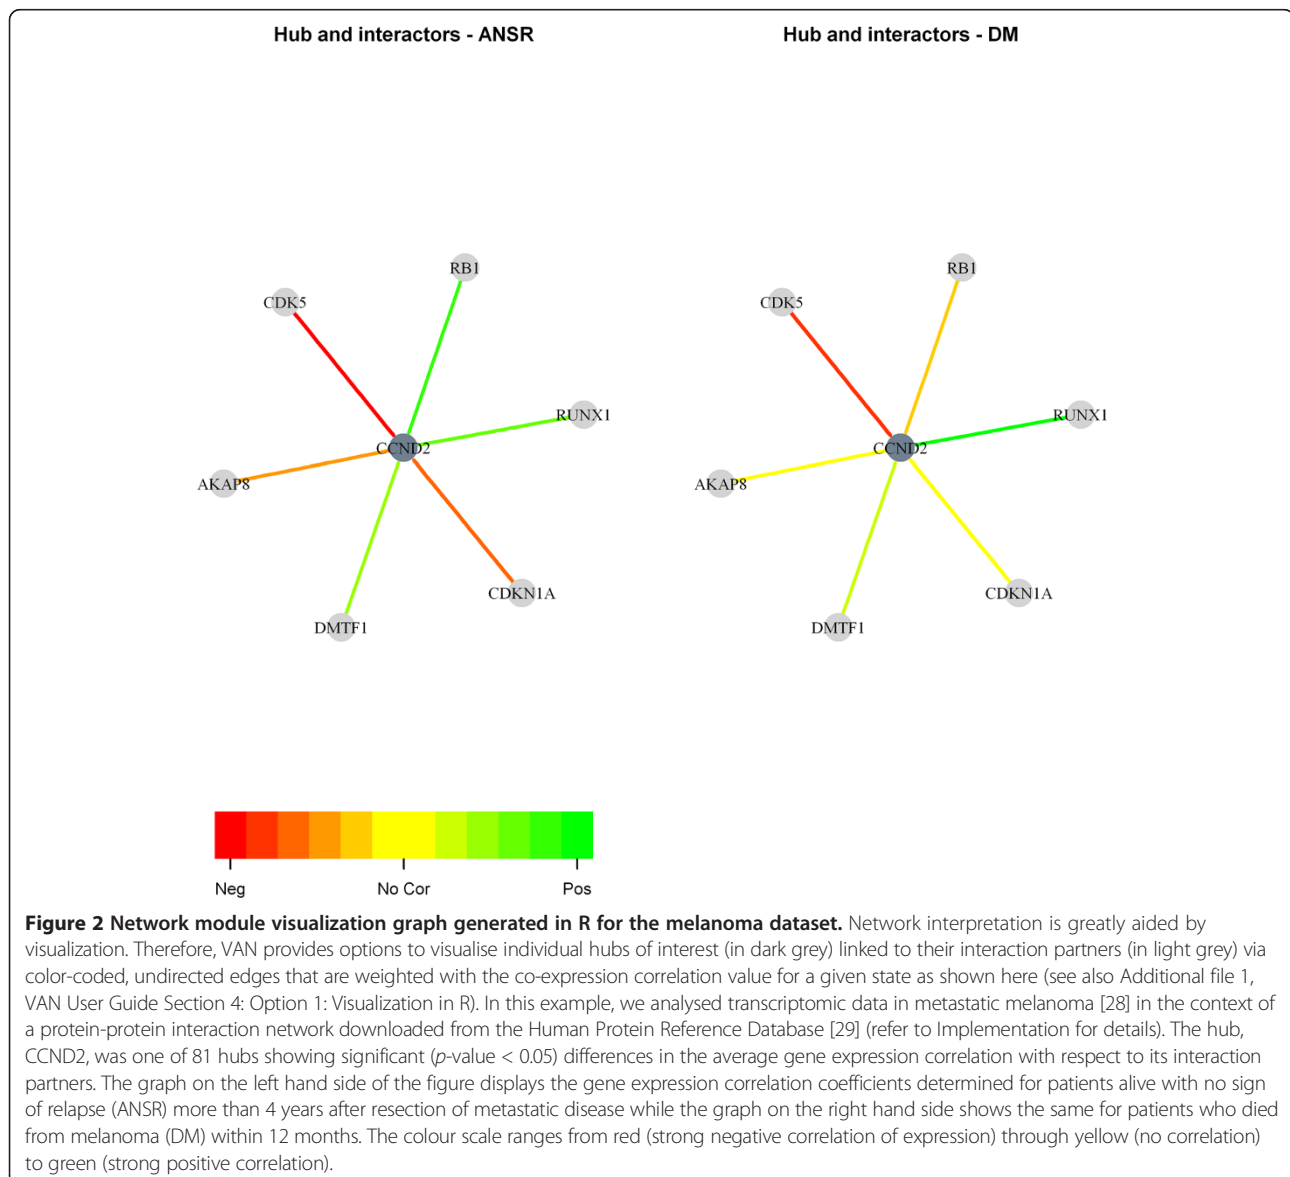 Hub and interactors - ANSR
Hub and interactors - DM
RB1
CDK5
RUNX1
CCND2
AKAP8
CDKN1A
DMTF1
RB1
CDK5
RUNX1
CCND2
AKAP8
CDKN1A
DMTF1
Neg No Cor Pos
Figure 2 Network module visualization graph generated in R for the melanoma dataset. Network interpretation is greatly aided by
visualization. Therefore, VAN provides options to visualise individual hubs of interest (in dark grey) linked to their interaction partners (in light grey) via
color-coded, undirected edges that are weighted with the co-expression correlation value for a given state as shown here (see also Additional file 1,
VAN User Guide Section 4: Option 1: Visualization in R). In this example, we analysed transcriptomic data in metastatic melanoma [28] in the context of
a protein-protein interaction network downloaded from the Human Protein Reference Database [29] (refer to Implementation for details). The hub,
CCND2, was one of 81 hubs showing significant (p-value < 0.05) differences in the average gene expression correlation with respect to its interaction
partners. The graph on the left hand side of the figure displays the gene expression correlation coefficients determined for patients alive with no sign
of relapse (ANSR) more than 4 years after resection of metastatic disease while the graph on the right hand side shows the same for patients who died
from melanoma (DM) within 12 months. The colour scale ranges from red (strong negative correlation of expression) through yellow (no correlation)
to green (strong positive correlation).